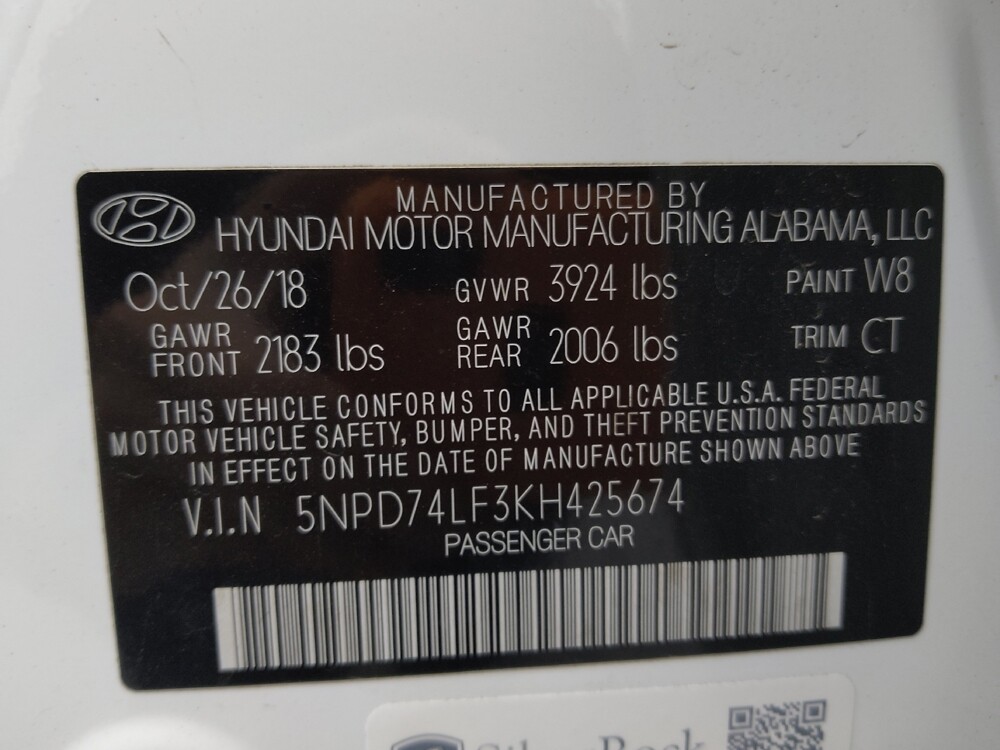 MANUFACTURED BY
HYUNDAI MOTOR MANUFACTURING ALABAMA, LLC
Oct/26/18 GVWR 3924 lbs PAINT W8
GAWR FRONT 2183 lbs GAWR REAR 2006 lbs TRIM CT
THIS VEHICLE CONFORMS TO ALL APPLICABLE U.S.A. FEDERAL
MOTOR VEHICLE SAFETY, BUMPER, AND THEFT PREVENTION STANDARDS
IN EFFECT ON THE DATE OF MANUFACTURE SHOWN ABOVE
V.I.N 5NPD74LF3KH425674
PASSENGER CAR